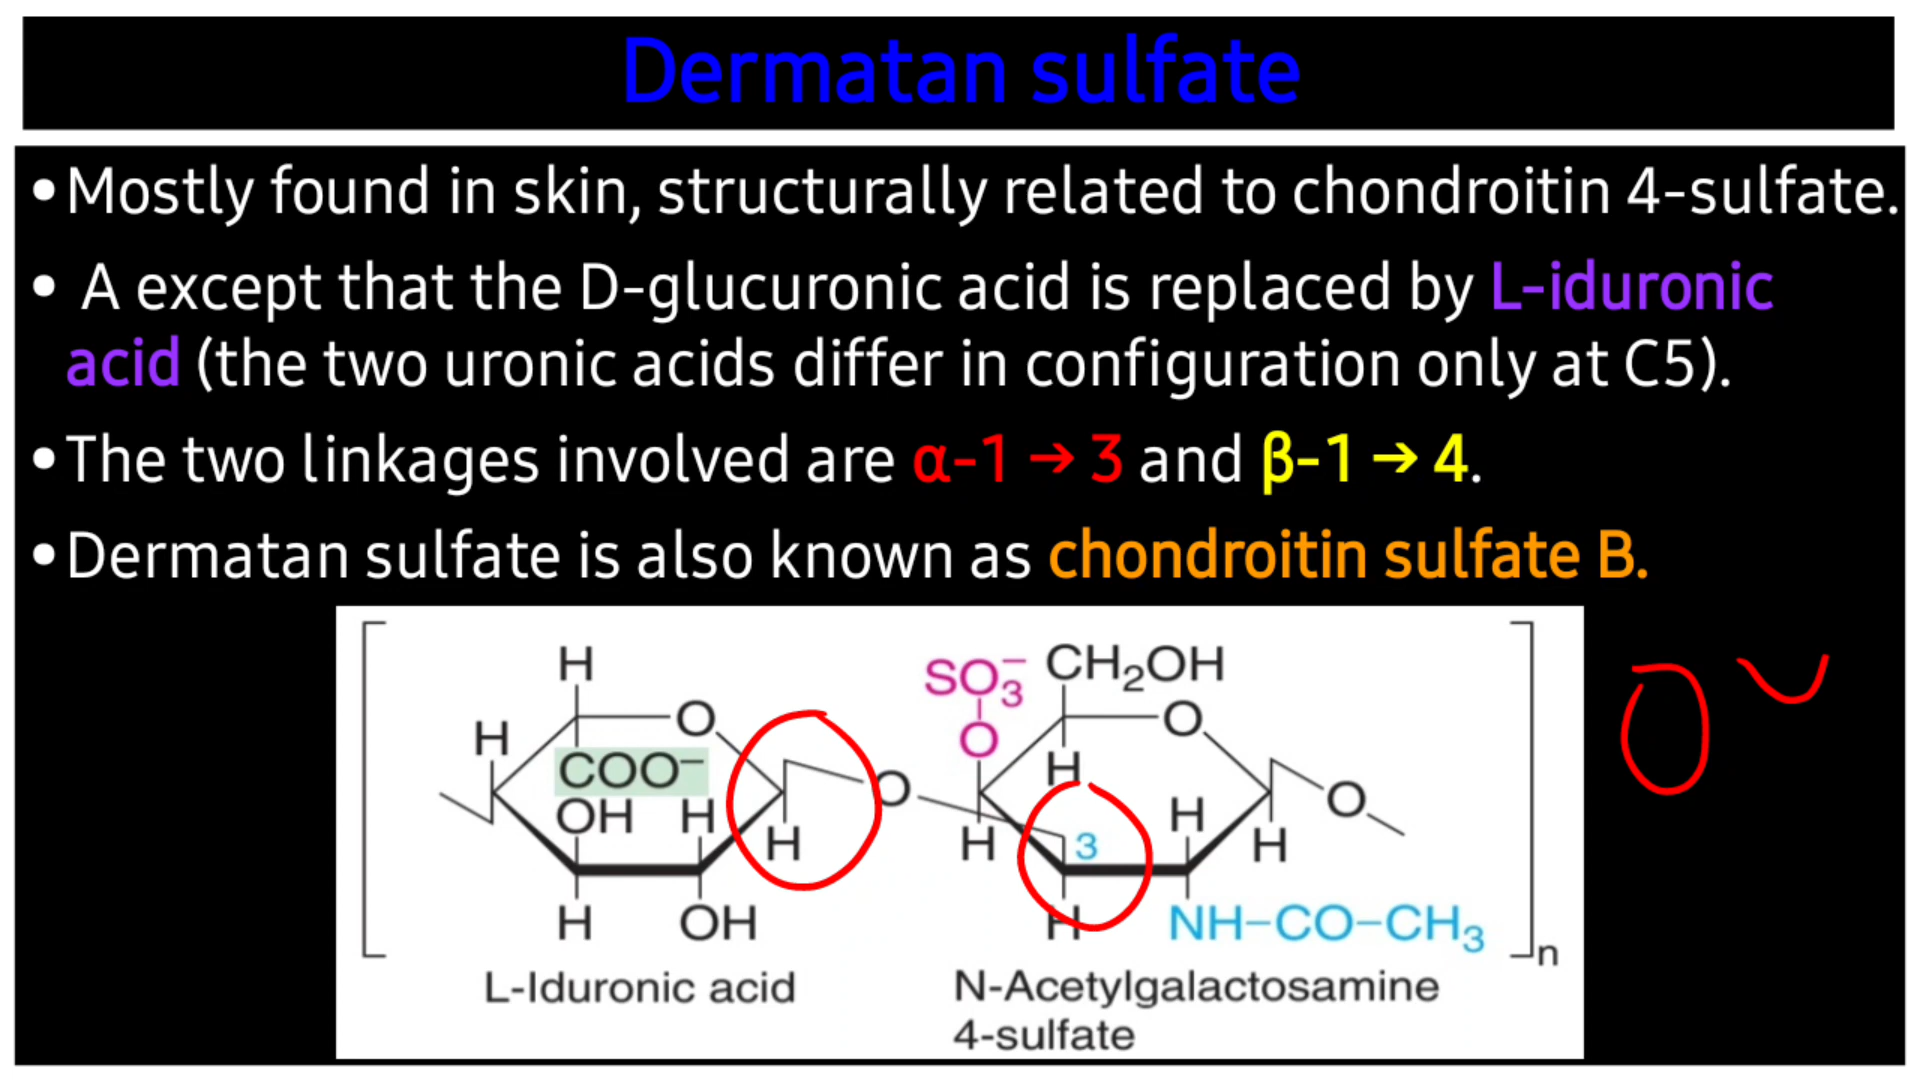 Dermatan sulfate
•Mostly found in skin, structurally related to chondroitin 4-sulfate.
• A except that the D-glucuronic acid is replaced by L-iduronic
acid (the two uronic acids differ in configuration only at C5).
•The two linkages involved are α-1 → 3 and β-1 → 4.
•Dermatan sulfate is also known as chondroitin sulfate B.
H SO₃⁻ CH₂OH
H O O O
COO⁻ H
OH H O O
H H 3 H H
H OH H NH–CO–CH₃
n
L-Iduronic acid N-Acetylgalactosamine
4-sulfate